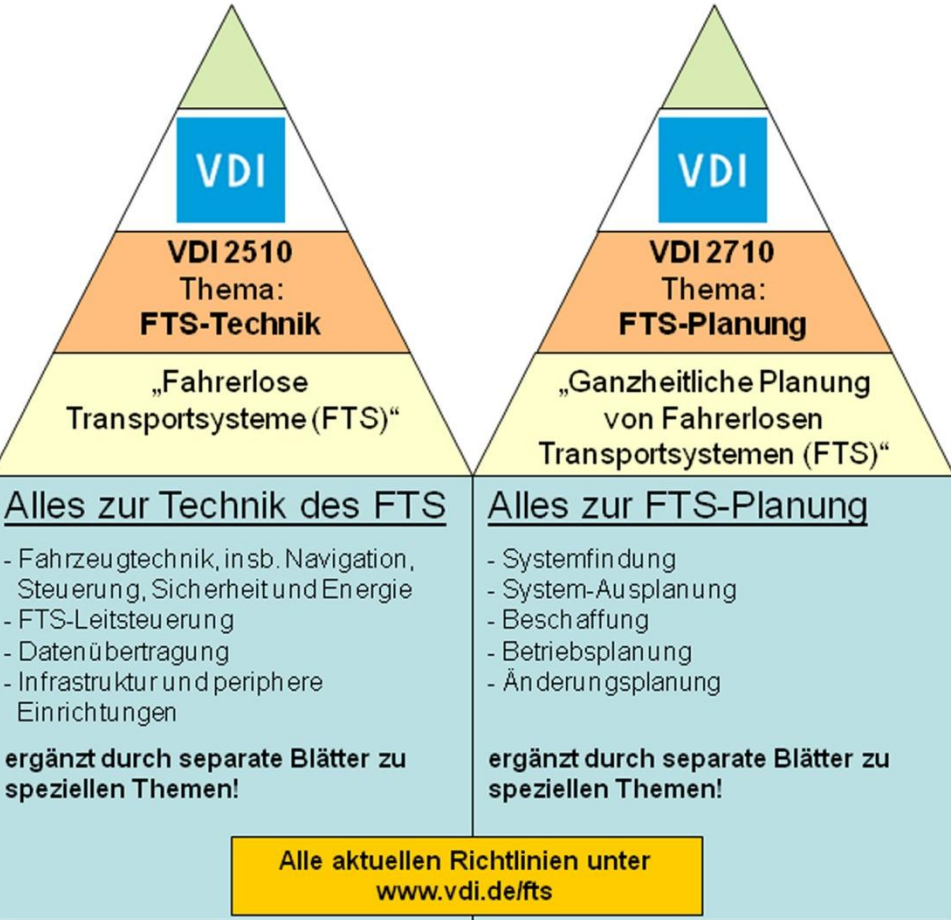 VDI
VDI 2510
Thema:
FTS-Technik
„Fahrerlose
Transportsysteme (FTS)“
Alles zur Technik des FTS
- Fahrzeugtechnik, insb. Navigation,
Steuerung, Sicherheit und Energie
- FTS-Leitsteuerung
- Datenübertragung
- Infrastruktur und periphere
Einrichtungen
ergänzt durch separate Blätter zu
speziellen Themen!
VDI
VDI 2710
Thema:
FTS-Planung
„Ganzheitliche Planung
von Fahrerlosen
Transportsystemen (FTS)“
Alles zur FTS-Planung
- Systemfindung
- System-Ausplanung
- Beschaffung
- Betriebsplanung
- Änderungsplanung
ergänzt durch separate Blätter zu
speziellen Themen!
Alle aktuellen Richtlinien unter
www.vdi.de/fts